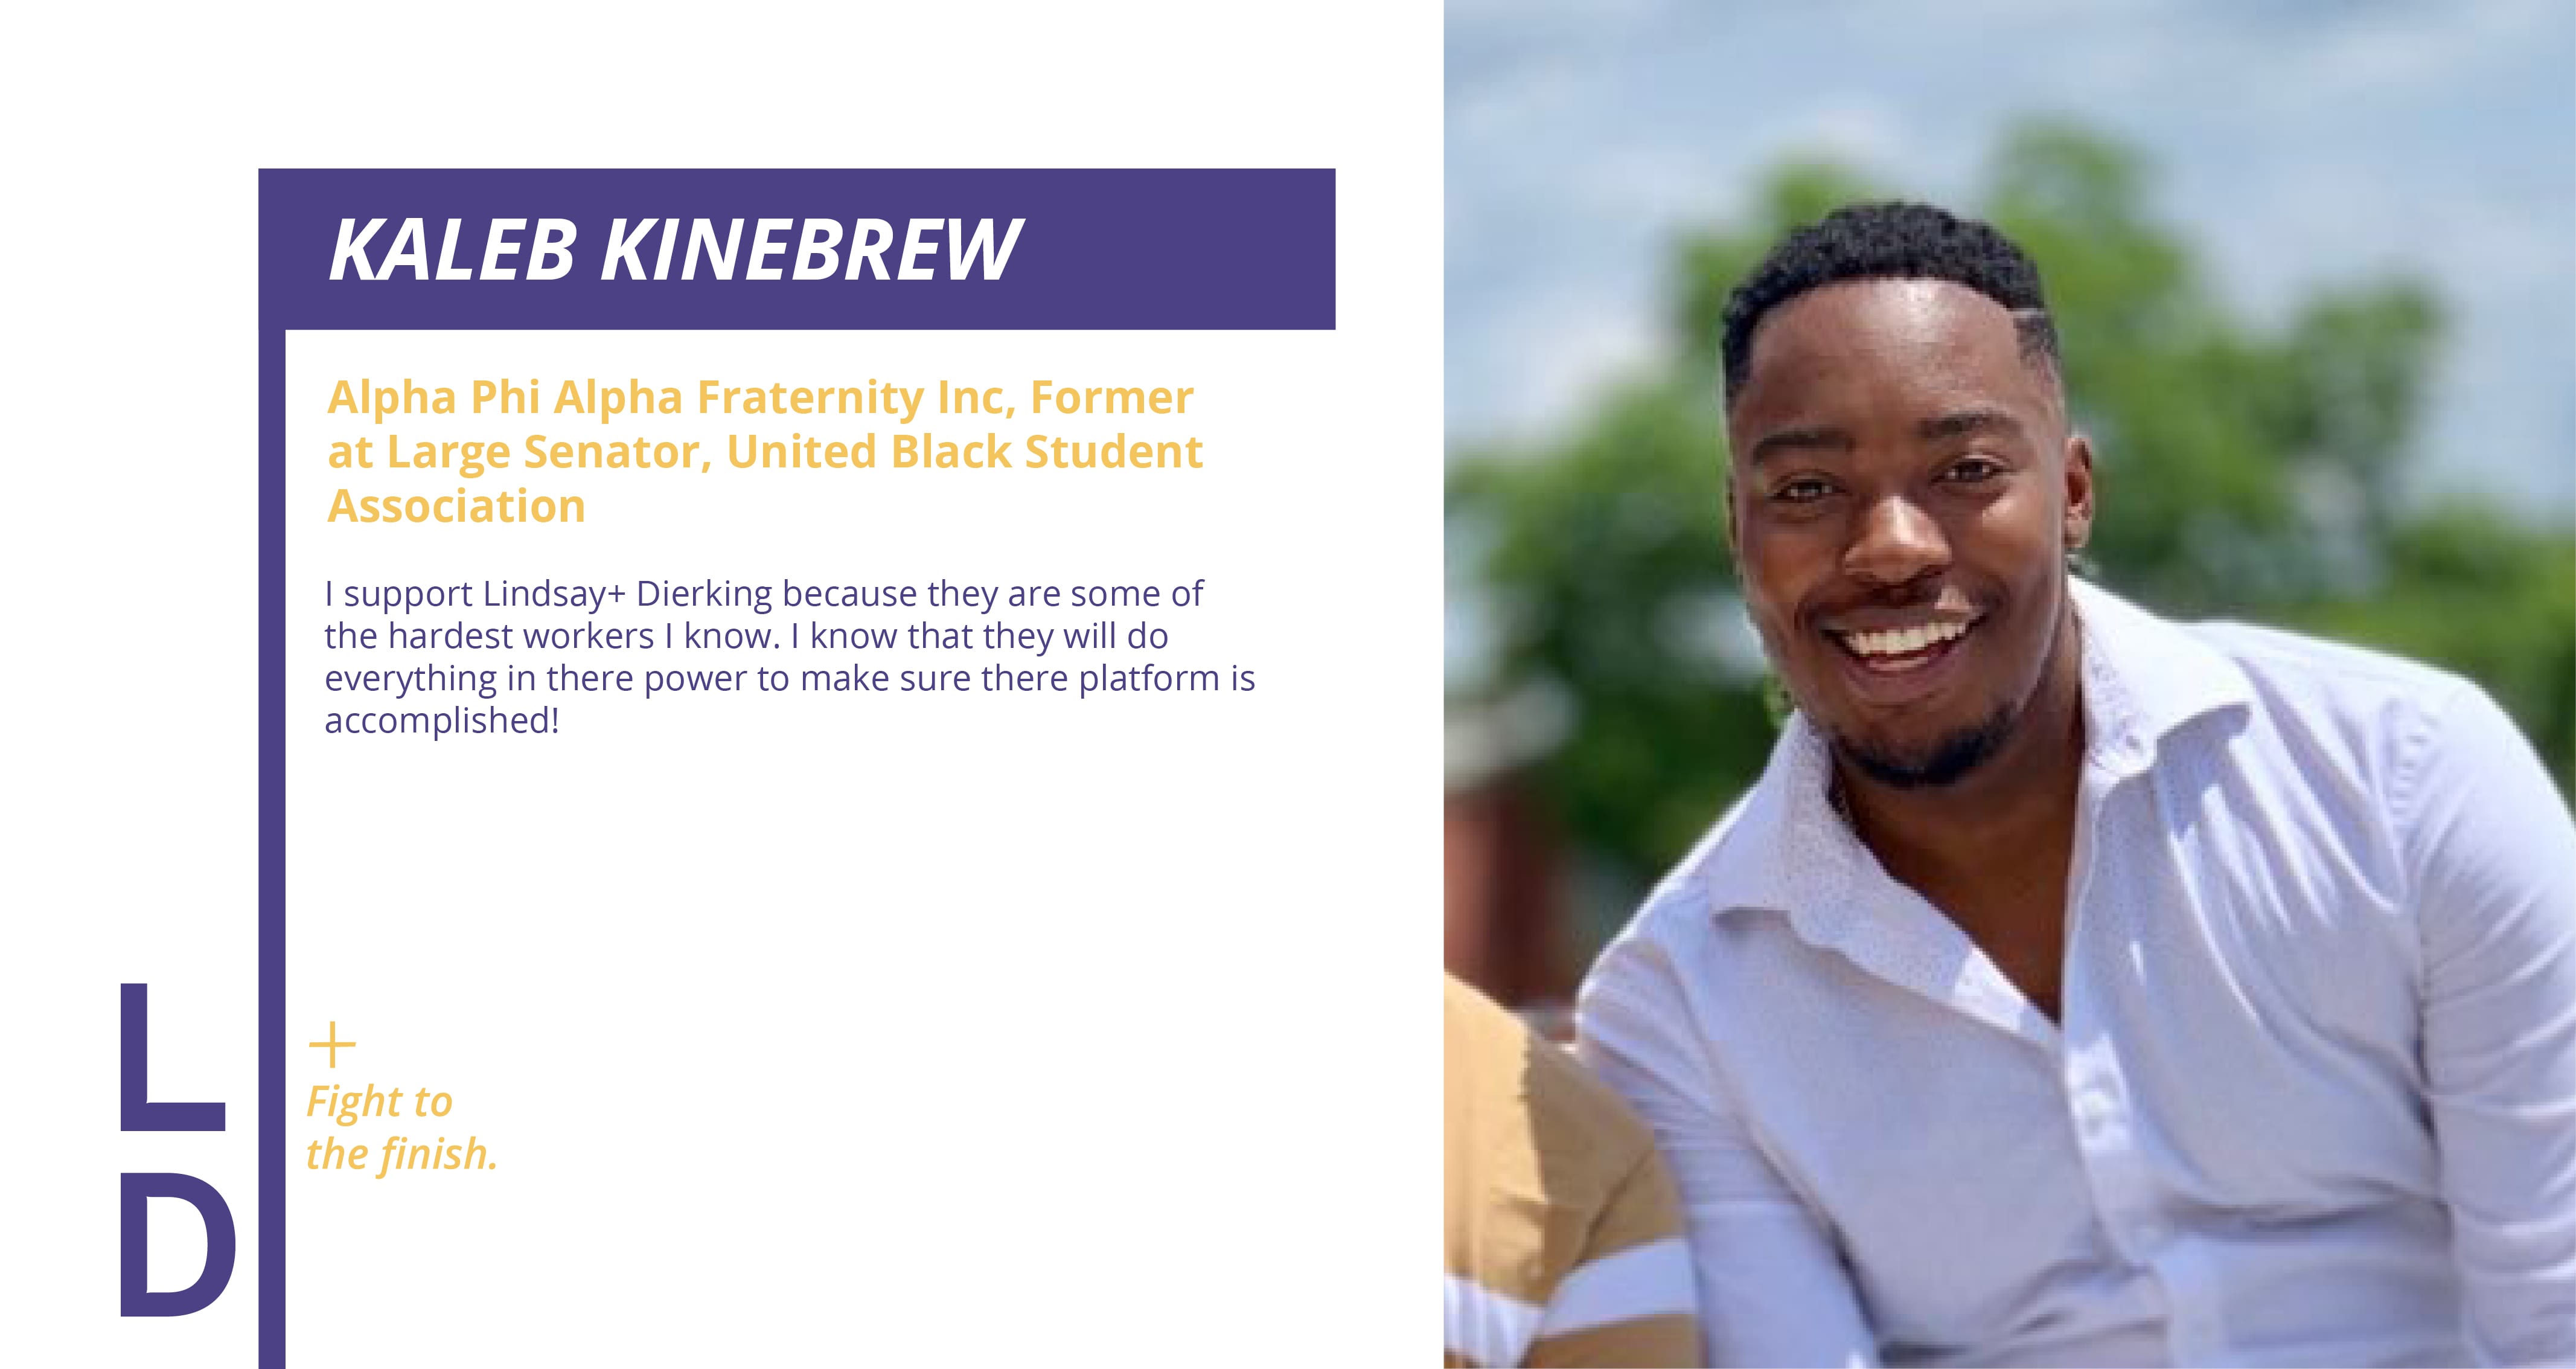 KALEB KINEBREW
Alpha Phi Alpha Fraternity Inc, Former
at Large Senator, United Black Student
Association
I support Lindsay+ Dierking because they are some of
the hardest workers I know. I know that they will do
everything in there power to make sure there platform is
accomplished!
L
D
+
Fight to
the finish.